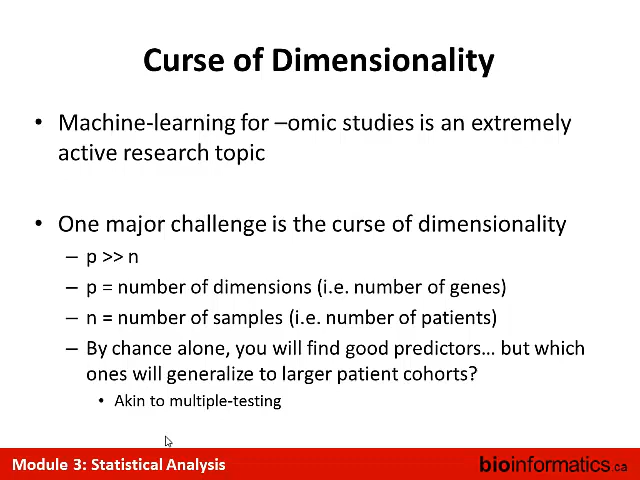 Curse of Dimensionality
• Machine-learning for –omic studies is an extremely
active research topic
• One major challenge is the curse of dimensionality
– p >> n
– p = number of dimensions (i.e. number of genes)
– n = number of samples (i.e. number of patients)
– By chance alone, you will find good predictors… but which
ones will generalize to larger patient cohorts?
• Akin to multiple-testing
Module 3: Statistical Analysis
bioinformatics.ca